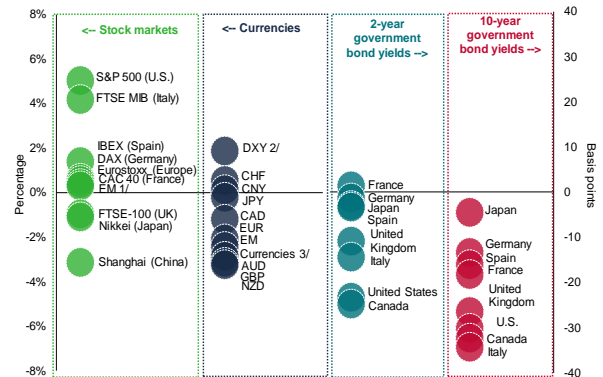 8%
6%
4%
2%
0%
-2%
-4%
-6%
-8%
Percentage
<-- Stock markets
S&P 500 (U.S.)
FTSE MIB (Italy)
IBEX (Spain)
DAX (Germany)
Eurostoxx (Europe)
CAC 40 (France)
EM 1/
FTSE-100 (UK)
Nikkei (Japan)
Shanghai (China)
<-- Currencies
DXY 2/
CHF
CNY
JPY
CAD
EUR
EM
Currencies 3/
AUD
GBP
NZD
2-year
government
bond yields -->
France
Germany
Japan
Spain
United
Kingdom
Italy
United States
Canada
10-year
government
bond yields -->
Japan
Germany
Spain
France
United
Kingdom
U.S.
Canada
Italy
40
30
20
10
0
-10
-20
-30
-40
Basis points